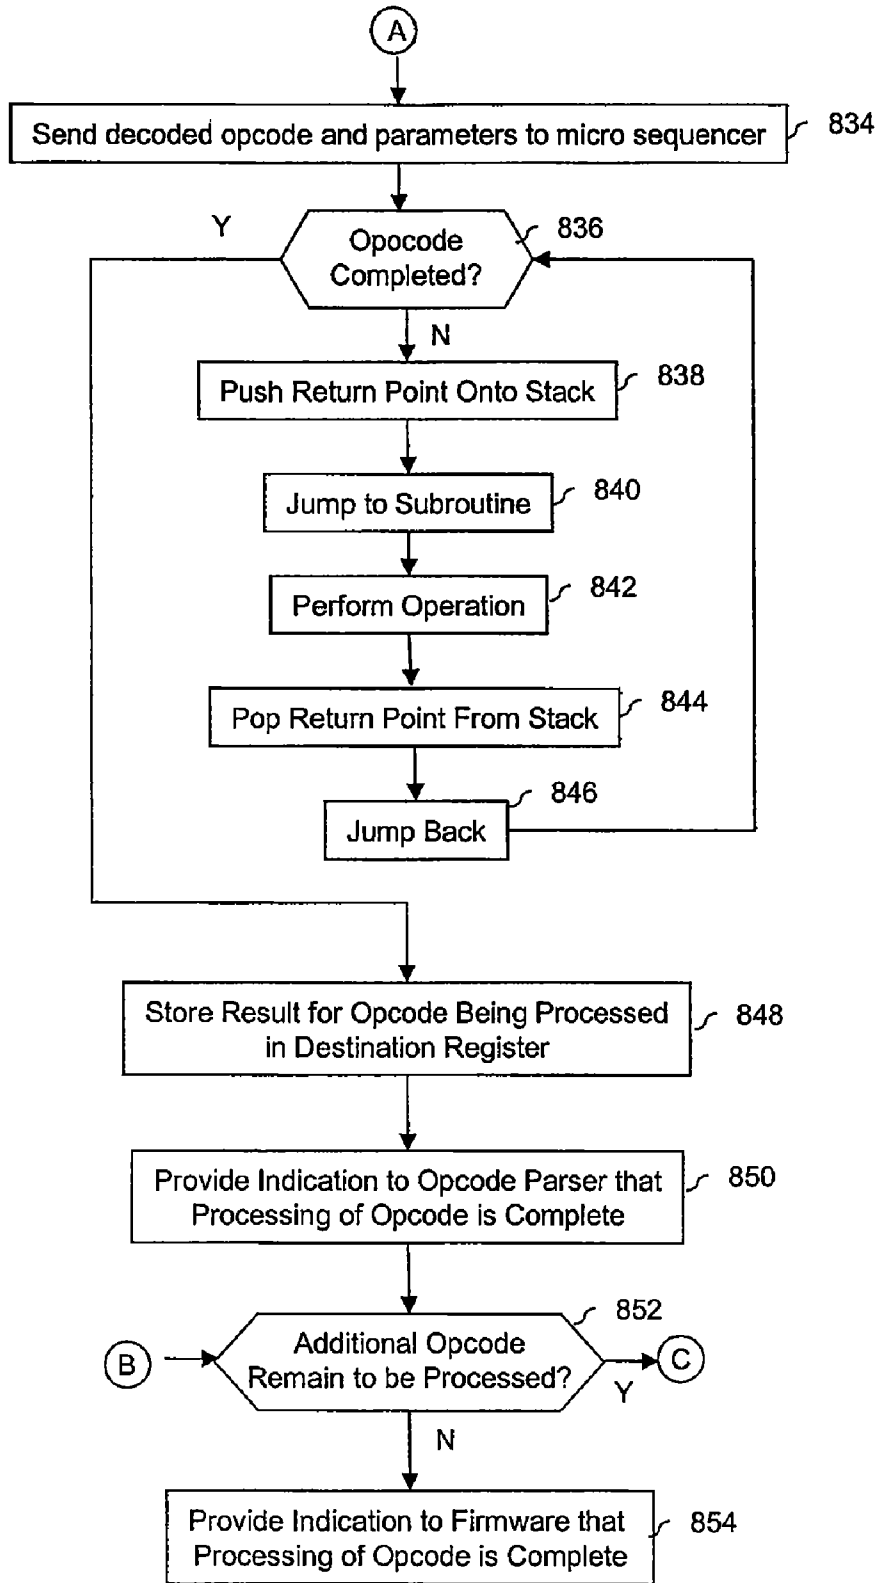 A
Send decoded opcode and parameters to micro sequencer
834
Y
Opocode
Completed?
836
N
Push Return Point Onto Stack
838
Jump to Subroutine
840
Perform Operation
842
Pop Return Point From Stack
844
Jump Back
846
Store Result for Opcode Being Processed
in Destination Register
848
Provide Indication to Opcode Parser that
Processing of Opcode is Complete
850
852
B
Additional Opcode
Remain to be Processed?
C
Y
N
Provide Indication to Firmware that
Processing of Opcode is Complete
854